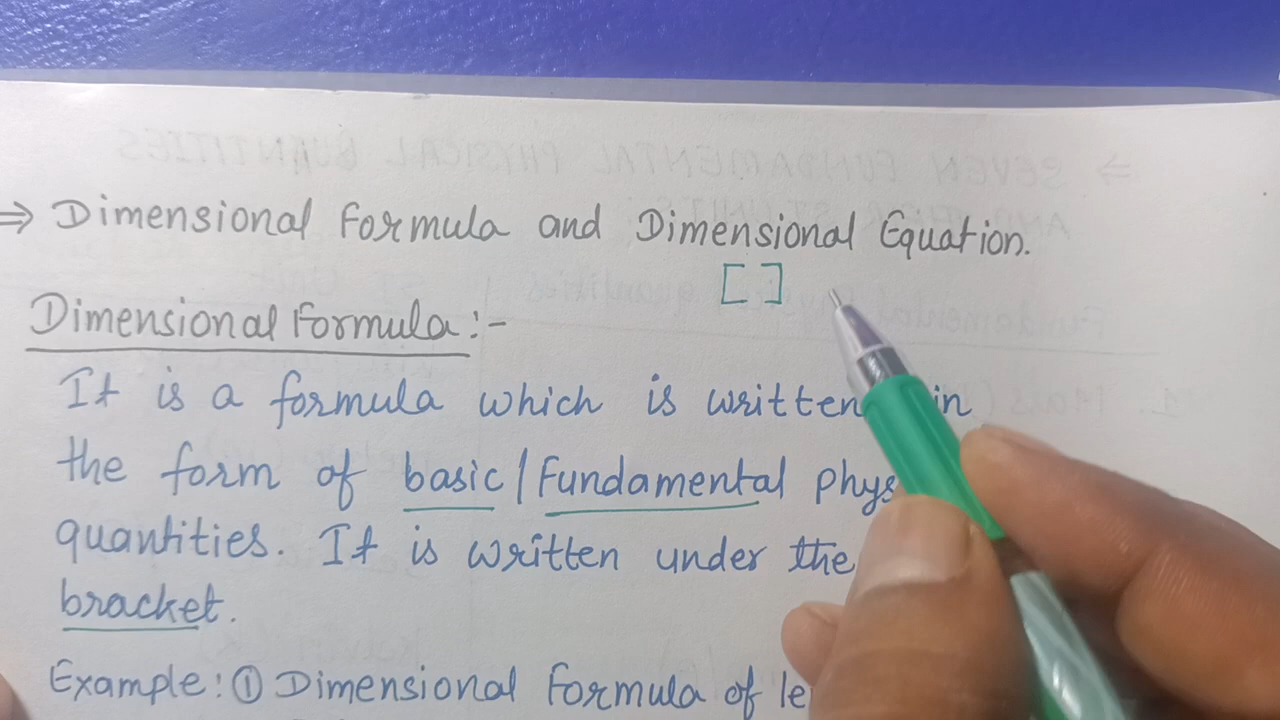 ⇒ Dimensional Formula and Dimensional Equation.
[ ]
Dimensional Formula :-
It is a formula which is written in
the form of basic / Fundamental phys
quantities. It is written under the
bracket.
Example: ① Dimensional Formula of le